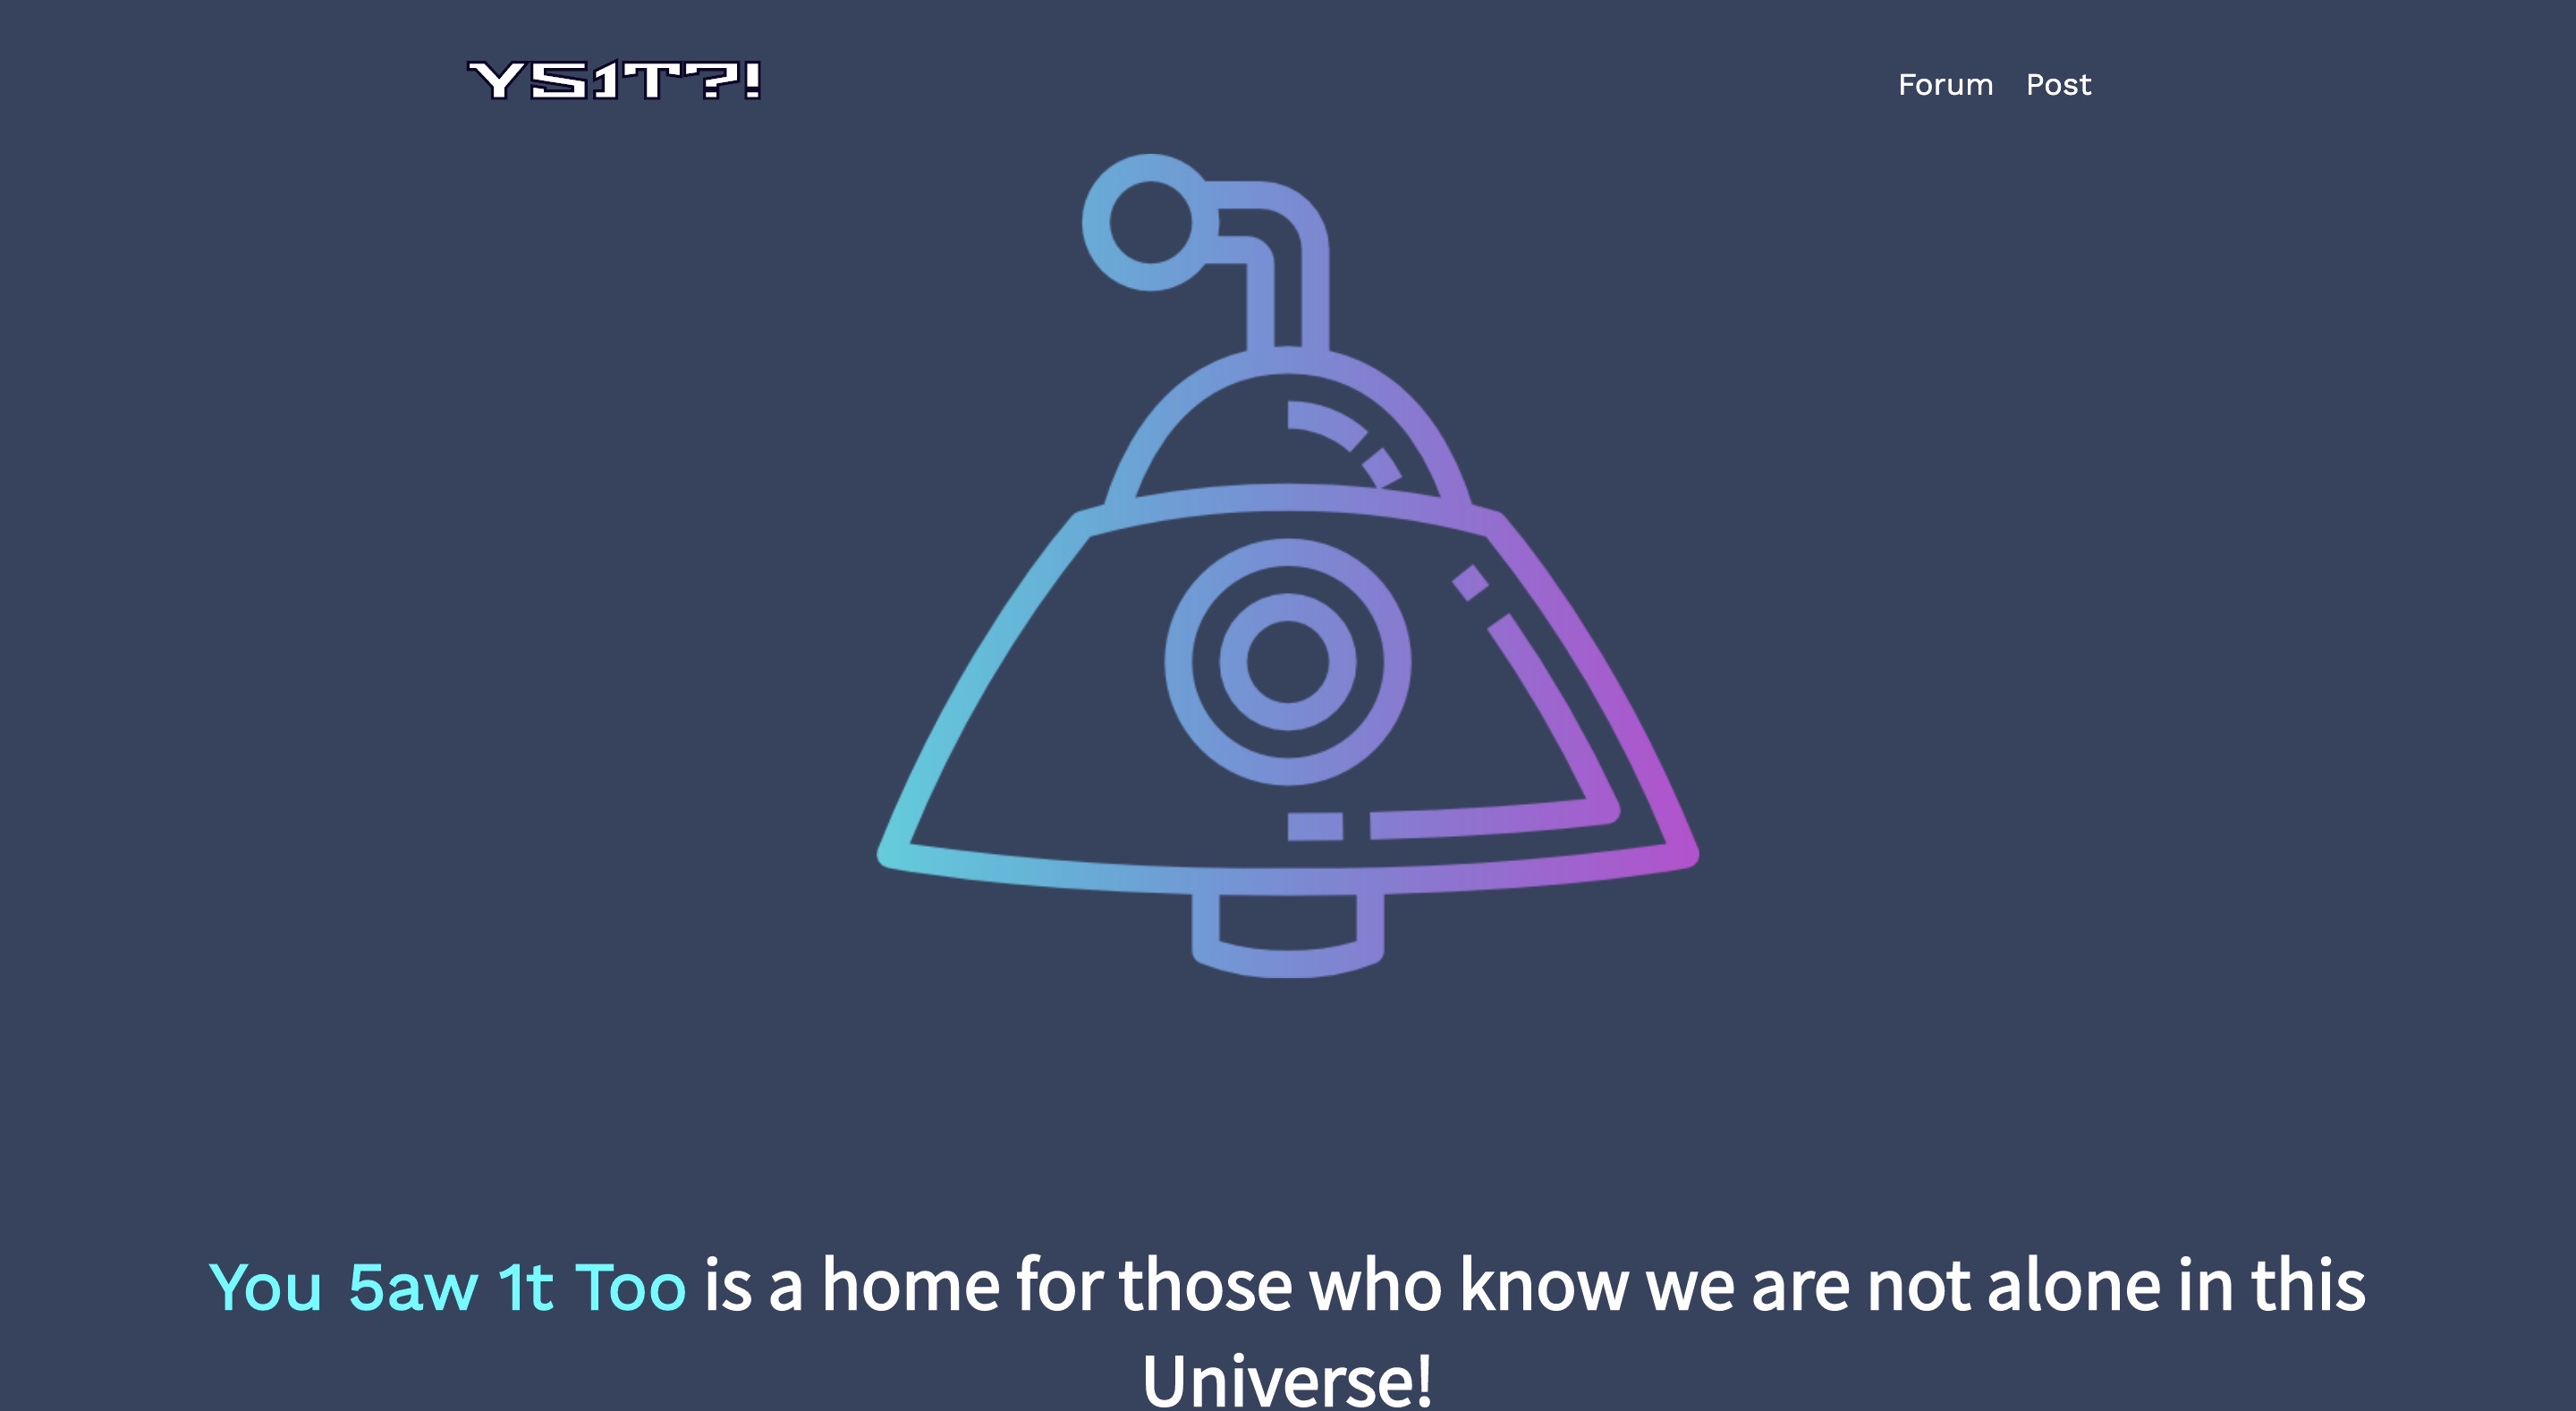 YS1T?!
Forum Post
You 5aw 1t Too is a home for those who know we are not alone in this
Universe!